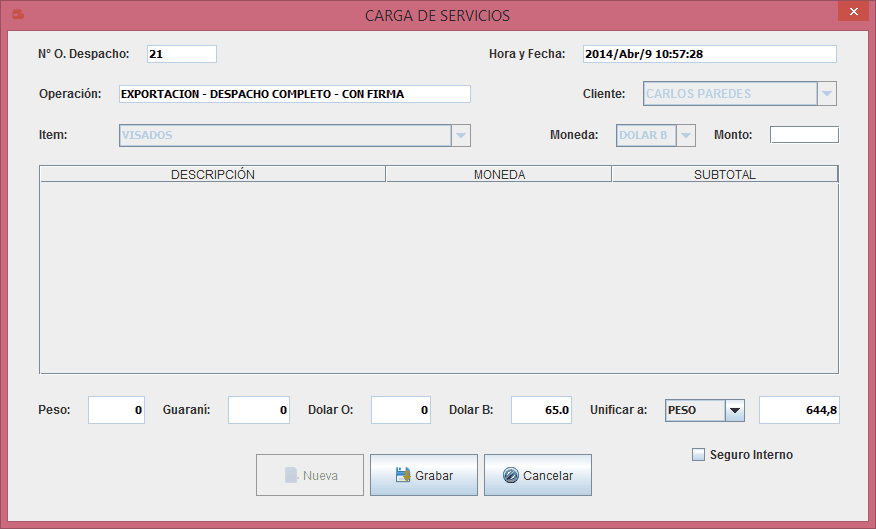 CARGA DE SERVICIOS
N° O. Despacho: 21 Hora y Fecha: 2014/Abr/9 10:57:28
Operación: EXPORTACION - DESPACHO COMPLETO - CON FIRMA Cliente: CARLOS PAREDES
Item: VISADOS Moneda: DOLAR B Monto:
DESCRIPCIÓN MONEDA SUBTOTAL
Peso: 0 Guaraní: 0 Dolar O: 0 Dolar B: 65.0 Unificar a: PESO 644,8
Seguro Interno
Nueva Grabar Cancelar